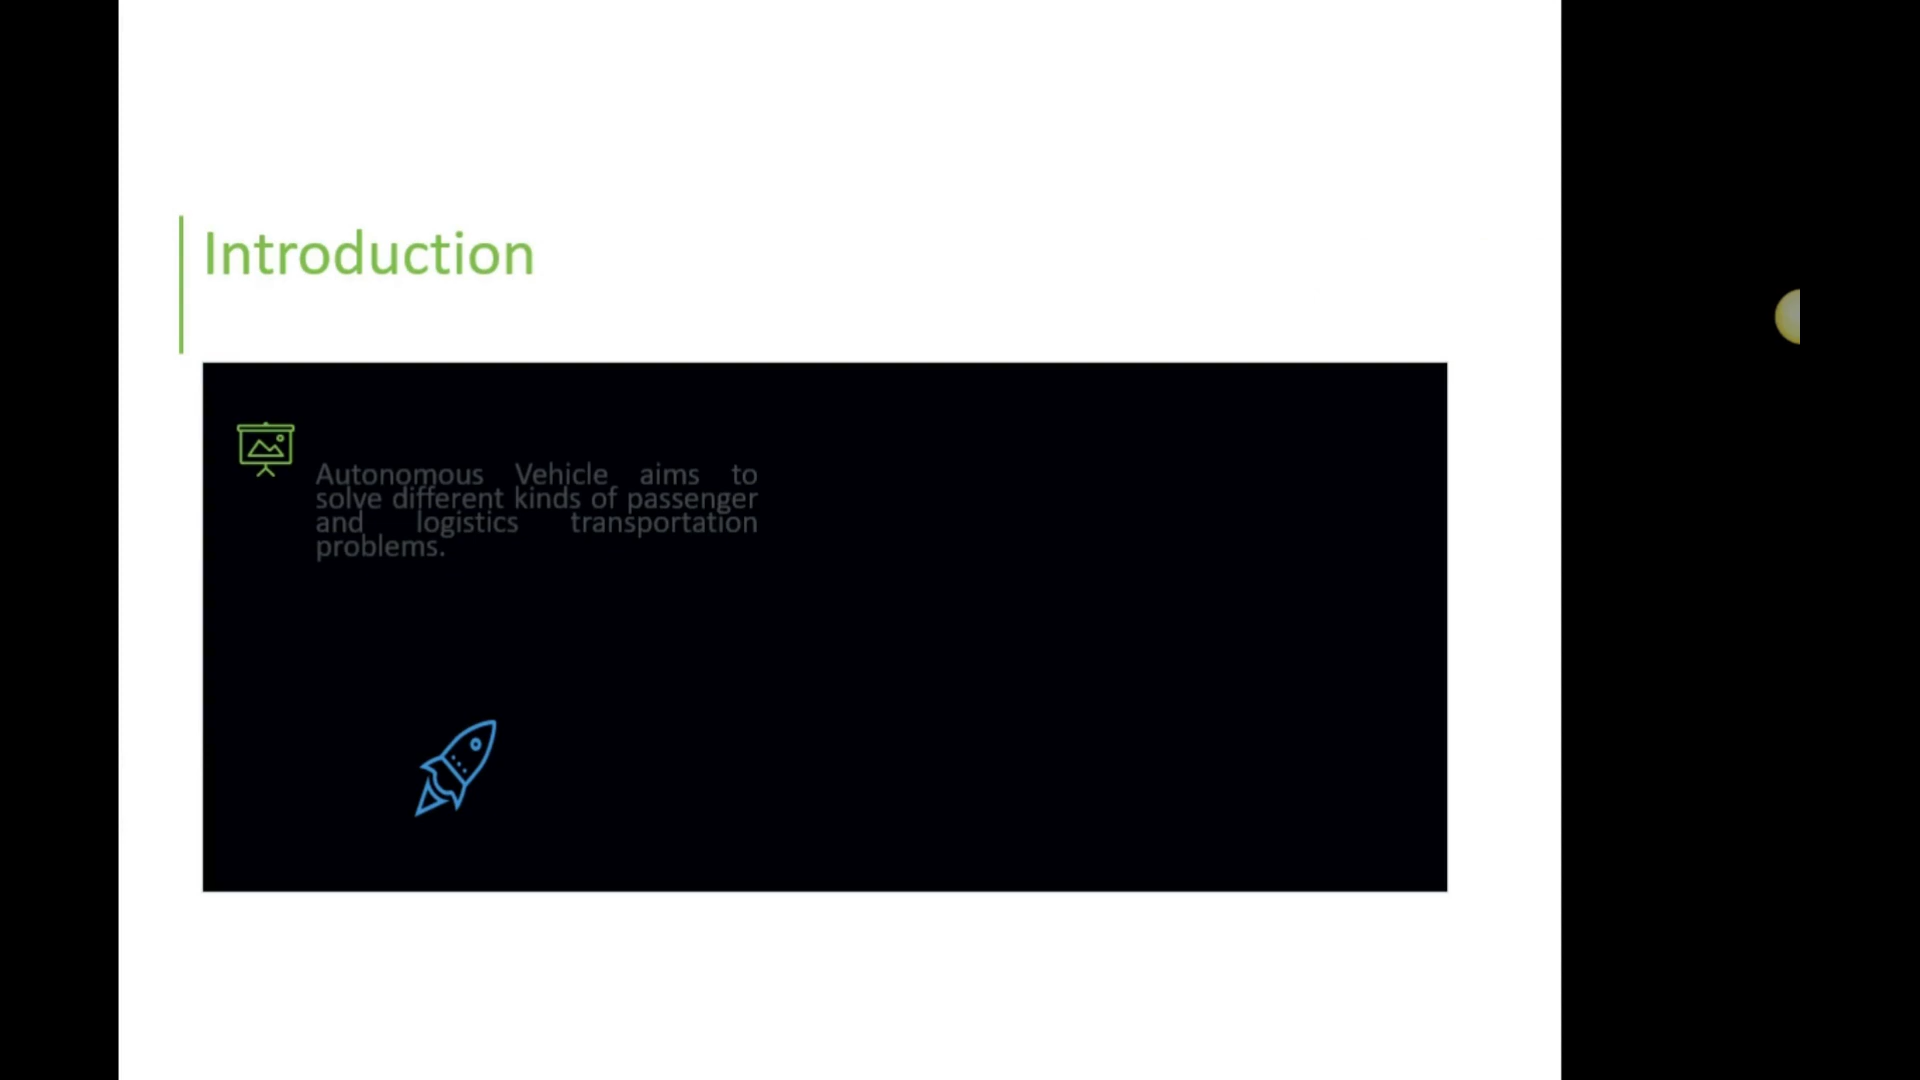 Introduction
Autonomous Vehicle aims to
solve different kinds of passenger
and logistics transportation
problems.